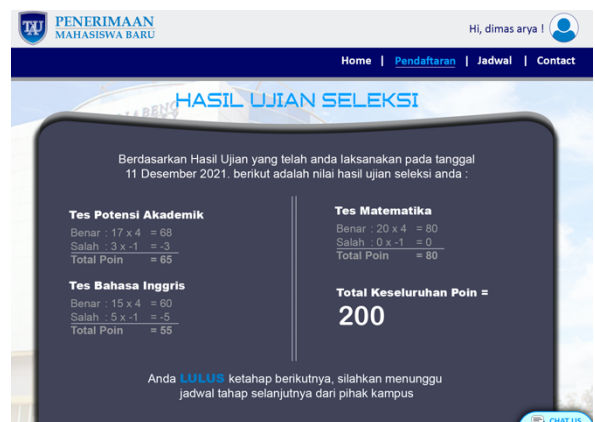 TAU
PENERIMAAN
MAHASISWA BARU
Hi, dimas arya !
Home | Pendaftaran | Jadwal | Contact
HASIL UJIAN SELEKSI
Berdasarkan Hasil Ujian yang telah anda laksanakan pada tanggal
11 Desember 2021. berikut adalah nilai hasil ujian seleksi anda :
Tes Potensi Akademik
Benar : 17 x 4 = 68
Salah : 3 x -1 = -3
Total Poin = 65
Tes Bahasa Inggris
Benar : 15 x 4 = 60
Salah : 5 x -1 = -5
Total Poin = 55
Tes Matematika
Benar : 20 x 4 = 80
Salah : 0 x -1 = 0
Total Poin = 80
Total Keseluruhan Poin =
200
Anda LULUS ketahap berikutnya, silahkan menunggu
jadwal tahap selanjutnya dari pihak kampus
CHAT US